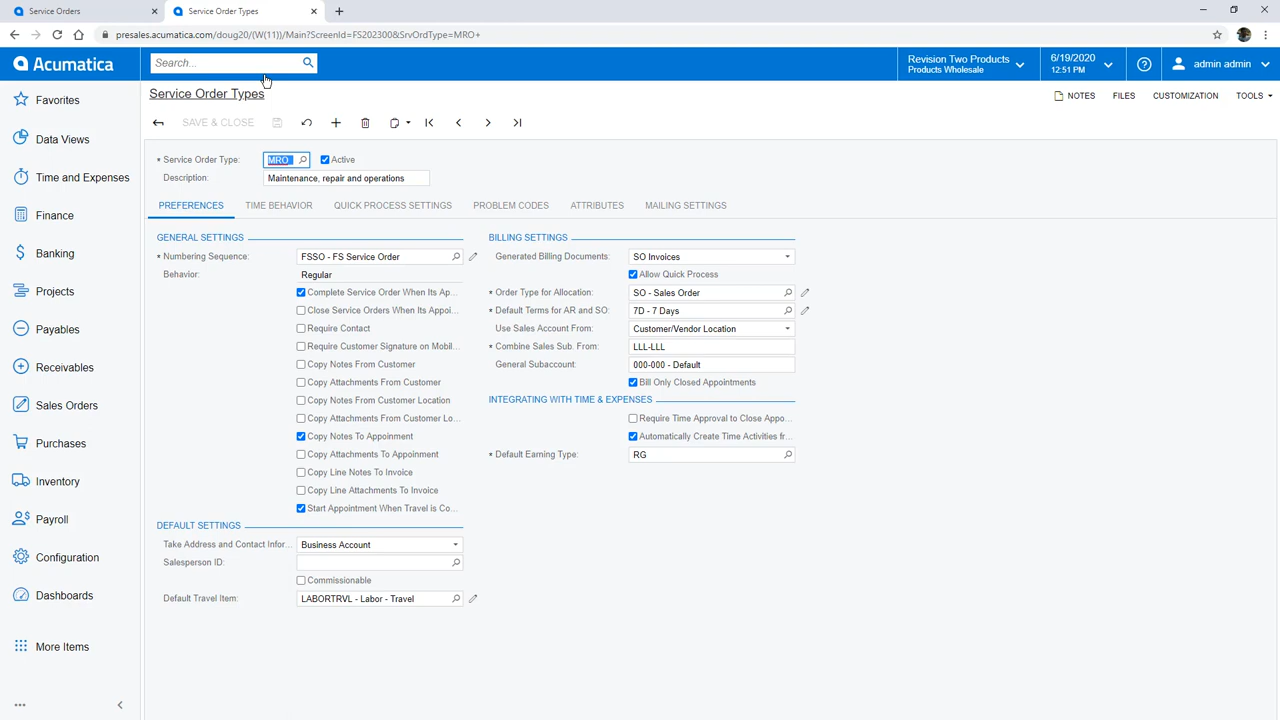 Service Orders
Service Order Types
presales.acumatica.com/doug20/(W(11))/Main?ScreenId=FS202300&SrvOrdType=MRO+
Acumatica
Search...
Revision Two Products
Products Wholesale
6/19/2020
12:51 PM
admin admin
Favorites
Data Views
Time and Expenses
Finance
Banking
Projects
Payables
Receivables
Sales Orders
Purchases
Inventory
Payroll
Configuration
Dashboards
More Items
Service Order Types
NOTES FILES CUSTOMIZATION TOOLS
SAVE & CLOSE
* Service Order Type: MRO Active
Description: Maintenance, repair and operations
PREFERENCES TIME BEHAVIOR QUICK PROCESS SETTINGS PROBLEM CODES ATTRIBUTES MAILING SETTINGS
GENERAL SETTINGS
* Numbering Sequence: FSSO - FS Service Order
Behavior: Regular
Complete Service Order When Its Ap...
Close Service Orders When Its Appoi...
Require Contact
Require Customer Signature on Mobil...
Copy Notes From Customer
Copy Attachments From Customer
Copy Notes From Customer Location
Copy Attachments From Customer Lo...
Copy Notes To Appointment
Copy Attachments To Appointment
Copy Line Notes To Invoice
Copy Line Attachments To Invoice
Start Appointment When Travel is Co...
DEFAULT SETTINGS
Take Address and Contact Infor... Business Account
Salesperson ID:
Commissionable
Default Travel Item: LABORTRVL - Labor - Travel
BILLING SETTINGS
Generated Billing Documents: SO Invoices
Allow Quick Process
* Order Type for Allocation: SO - Sales Order
* Default Terms for AR and SO: 7D - 7 Days
Use Sales Account From: Customer/Vendor Location
* Combine Sales Sub. From: LLL-LLL
General Subaccount: 000-000 - Default
Bill Only Closed Appointments
INTEGRATING WITH TIME & EXPENSES
Require Time Approval to Close Appo...
Automatically Create Time Activities fr...
* Default Earning Type: RG